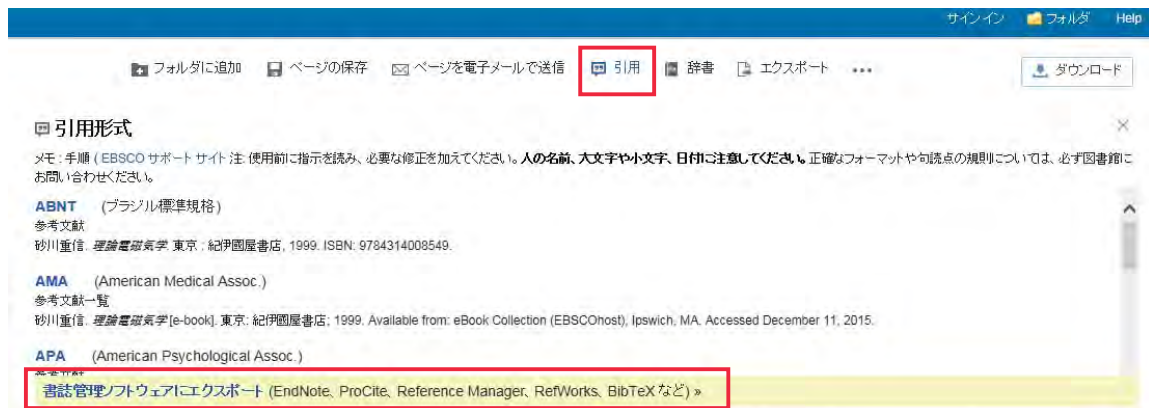 サインイン フォルダ Help
フォルダに追加 ページの保存 ページを電子メールで送信 引用 辞書 エクスポート ... ダウンロード
引用形式
メモ : 手順 ( EBSCO サポート サイト 注: 使用前に指示を読み、必要な修正を加えてください。人の名前、大文字や小文字、日付に注意してください。正確なフォーマットや句読点の規則については、必ず図書館に
お問い合わせください。
ABNT (ブラジル標準規格)
参考文献
砂川重信. 理論電磁気学. 東京 : 紀伊國屋書店, 1999. ISBN: 9784314008549.
AMA (American Medical Assoc.)
参考文献一覧
砂川重信. 理論電磁気学 [e-book]. 東京: 紀伊國屋書店; 1999. Available from: eBook Collection (EBSCOhost), Ipswich, MA. Accessed December 11, 2015.
APA (American Psychological Assoc.)
書誌管理ソフトウェアにエクスポート (EndNote、ProCite、Reference Manager、RefWorks、BibTeX など) »